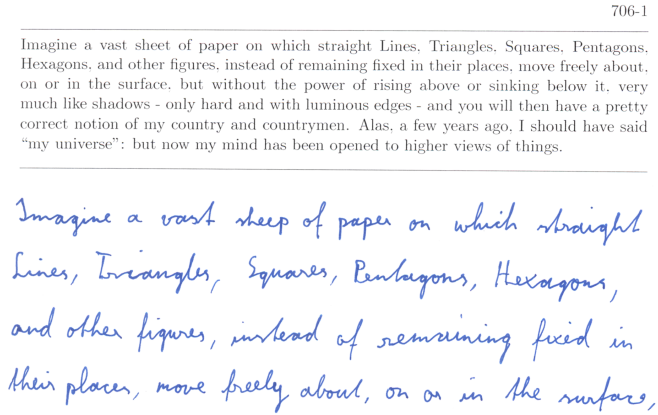 706-1
Imagine a vast sheet of paper on which straight Lines, Triangles, Squares, Pentagons,
Hexagons, and other figures, instead of remaining fixed in their places, move freely about,
on or in the surface, but without the power of rising above or sinking below it, very
much like shadows - only hard and with luminous edges - and you will then have a pretty
correct notion of my country and countrymen. Alas, a few years ago, I should have said
“my universe”: but now my mind has been opened to higher views of things.
Imagine a vast sheep of paper on which straight
Lines, Triangles, Squares, Pentagons, Hexagons,
and other figures, instead of remaining fixed in
their places, move freely about, on or in the surface,